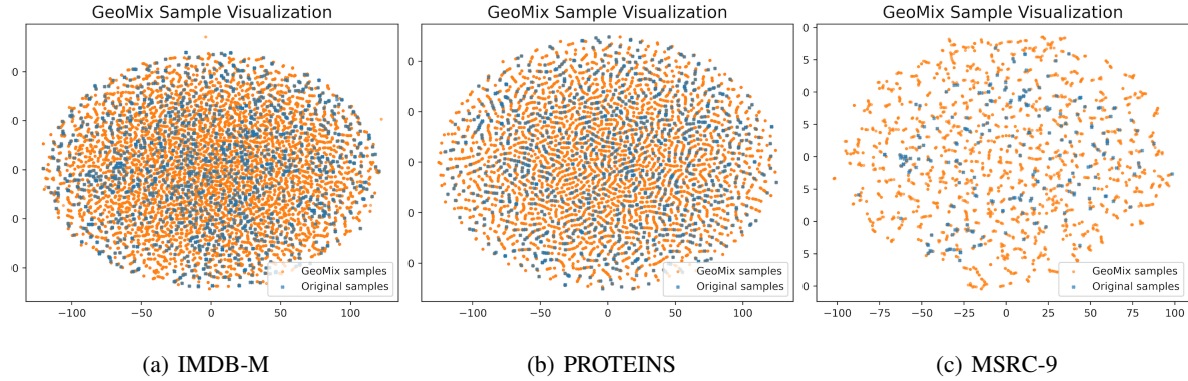 GeoMix Sample Visualization
GeoMix samples
Original samples
−100 −50 0 50 100
(a) IMDB-M
GeoMix Sample Visualization
GeoMix samples
Original samples
−100 −50 0 50 100
(b) PROTEINS
GeoMix Sample Visualization
GeoMix samples
Original samples
−100 −75 −50 −25 0 25 50 75 100
(c) MSRC-9